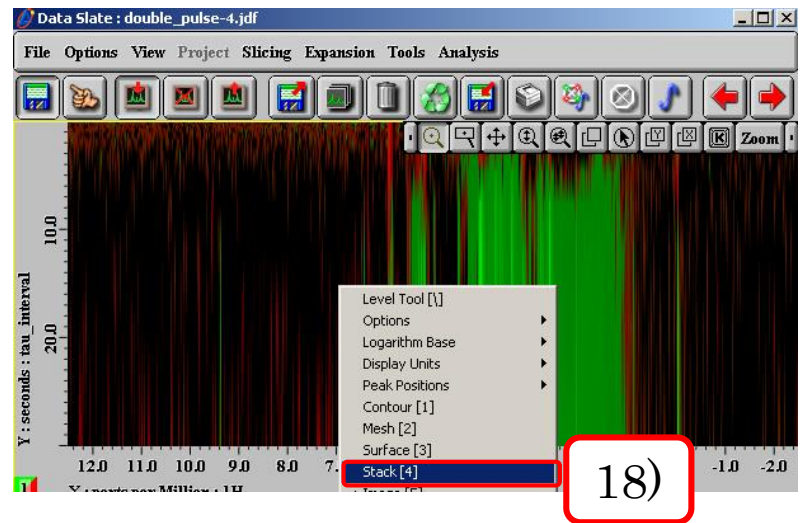 Data Slate : double_pulse-4.jdf
File Options View Project Slicing Expansion Tools Analysis
Y X K Zoom
10.0
20.0
Y : seconds : tau_interval
Level Tool [\]
Options
Logarithm Base
Display Units
Peak Positions
Contour [1]
Mesh [2]
Surface [3]
Stack [4]
18)
12.0 11.0 10.0 9.0 8.0 7. -1.0 -2.0
1
X : parts per Million : 1H
Image [5]